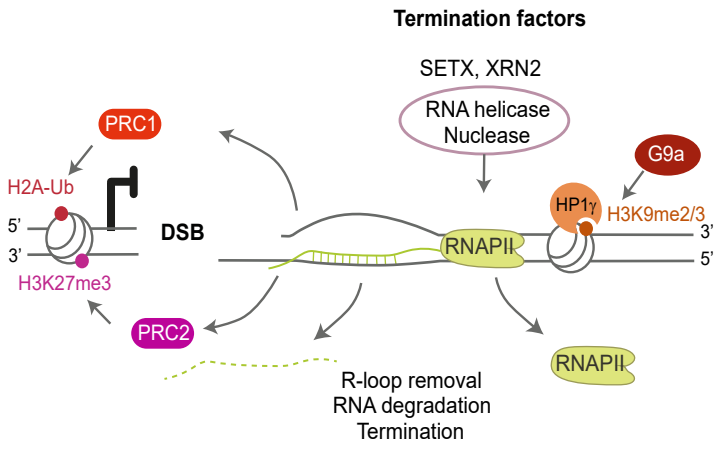 Termination factors
SETX, XRN2
RNA helicase
Nuclease
PRC1
G9a
H2A-Ub
HP1γ
H3K9me2/3
5’
DSB
RNAPII
3’
3’
5’
H3K27me3
PRC2
RNAPII
R-loop removal
RNA degradation
Termination